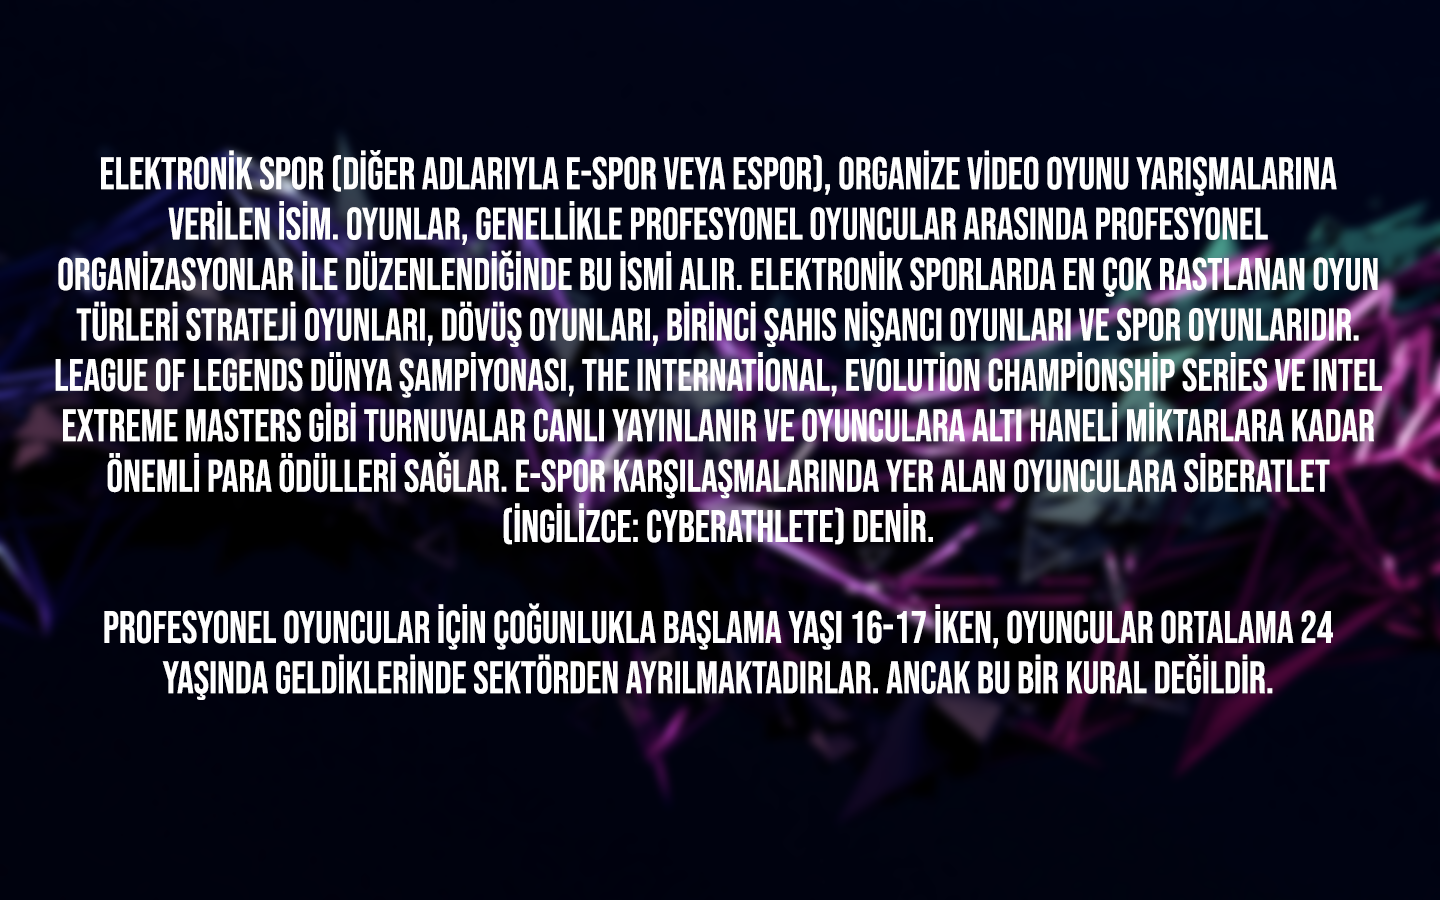 ELEKTRONİK SPOR (DİĞER ADLARIYLA E-SPOR VEYA ESPOR), ORGANİZE VİDEO OYUNU YARIŞMALARINA
VERİLEN İSİM. OYUNLAR, GENELLİKLE PROFESYONEL OYUNCULAR ARASINDA PROFESYONEL
ORGANİZASYONLAR İLE DÜZENLENDİĞİNDE BU İSMİ ALIR. ELEKTRONİK SPORLARDA EN ÇOK RASTLANAN OYUN
TÜRLERİ STRATEJİ OYUNLARI, DÖVÜŞ OYUNLARI, BİRİNCİ ŞAHIS NİŞANCI OYUNLARI VE SPOR OYUNLARIDIR.
LEAGUE OF LEGENDS DÜNYA ŞAMPİYONASI, THE INTERNATİONAL, EVOLUTİON CHAMPİONSHİP SERİES VE INTEL
EXTREME MASTERS GİBİ TURNUVALAR CANLI YAYINLANIR VE OYUNCULARA ALTI HANELİ MİKTARLARA KADAR
ÖNEMLİ PARA ÖDÜLLERİ SAĞLAR. E-SPOR KARŞILAŞMALARINDA YER ALAN OYUNCULARA SİBERATLET
(İNGİLİZCE: CYBERATHLETE) DENİR.
PROFESYONEL OYUNCULAR İÇİN ÇOĞUNLUKLA BAŞLAMA YAŞI 16-17 İKEN, OYUNCULAR ORTALAMA 24
YAŞINDA GELDİKLERİNDE SEKTÖRDEN AYRILMAKTADIRLAR. ANCAK BU BİR KURAL DEĞİLDİR.